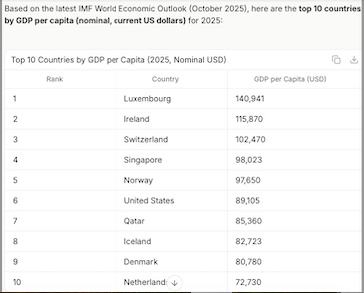 Based on the latest IMF World Economic Outlook (October 2025), here are the top 10 countries
by GDP per capita (nominal, current US dollars) for 2025:
Top 10 Countries by GDP per Capita (2025, Nominal USD)
Rank Country GDP per Capita (USD)
1 Luxembourg 140,941
2 Ireland 115,870
3 Switzerland 102,470
4 Singapore 98,023
5 Norway 97,650
6 United States 89,105
7 Qatar 85,360
8 Iceland 82,723
9 Denmark 80,780
10 Netherland 72,730